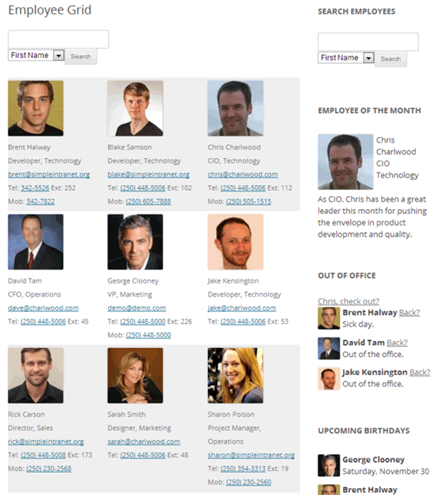 Employee Grid
First Name
Search
Brent Halway
Developer, Technology
brent@simpleintranet.org
Tel: 342-5526 Ext: 252
Mob: 342-7822
Blake Samson
Developer, Technology
blake@simpleintranet.org
Tel: (250) 448-5006 Ext: 102
Mob: (250) 605-7888
Chris Charlwood
CIO, Technology
chris@charlwood.com
Tel: (250) 448-5006 Ext: 112
Mob: (250) 505-1515
David Tam
CFO, Operations
dave@charlwood.com
Tel: (250) 448-5006 Ext: 45
George Clooney
VP, Marketing
demo@demo.com
Tel: (250) 448-5000 Ext: 226
Mob: (250) 448-5000
Jake Kensington
Developer, Technology
jake@charlwood.com
Tel: (250) 448-5006 Ext: 53
Rick Carson
Director, Sales
rick@simpleintranet.org
Tel: (250) 448-5008 Ext: 173
Mob: (250) 230-2568
Sarah Smith
Designer, Marketing
sarah@charlwood.com
Tel: (250) 448-5006 Ext: 48
Sharon Polson
Project Manager,
Operations
sharon@simpleintranet.org
Tel: (250) 354-3313 Ext: 19
Mob: (250) 230-2560
SEARCH EMPLOYEES
First Name
Search
EMPLOYEE OF THE MONTH
Chris
Charlwood
CIO
Technology
As CIO, Chris has been a great
leader this month for pushing
the envelope in product
development and quality.
OUT OF OFFICE
Chris, check out?
Brent Halway Back?
Sick day.
David Tam Back?
Out of the office.
Jake Kensington Back?
Out of the office.
UPCOMING BIRTHDAYS
George Clooney
Saturday, November 30
Brent Halway